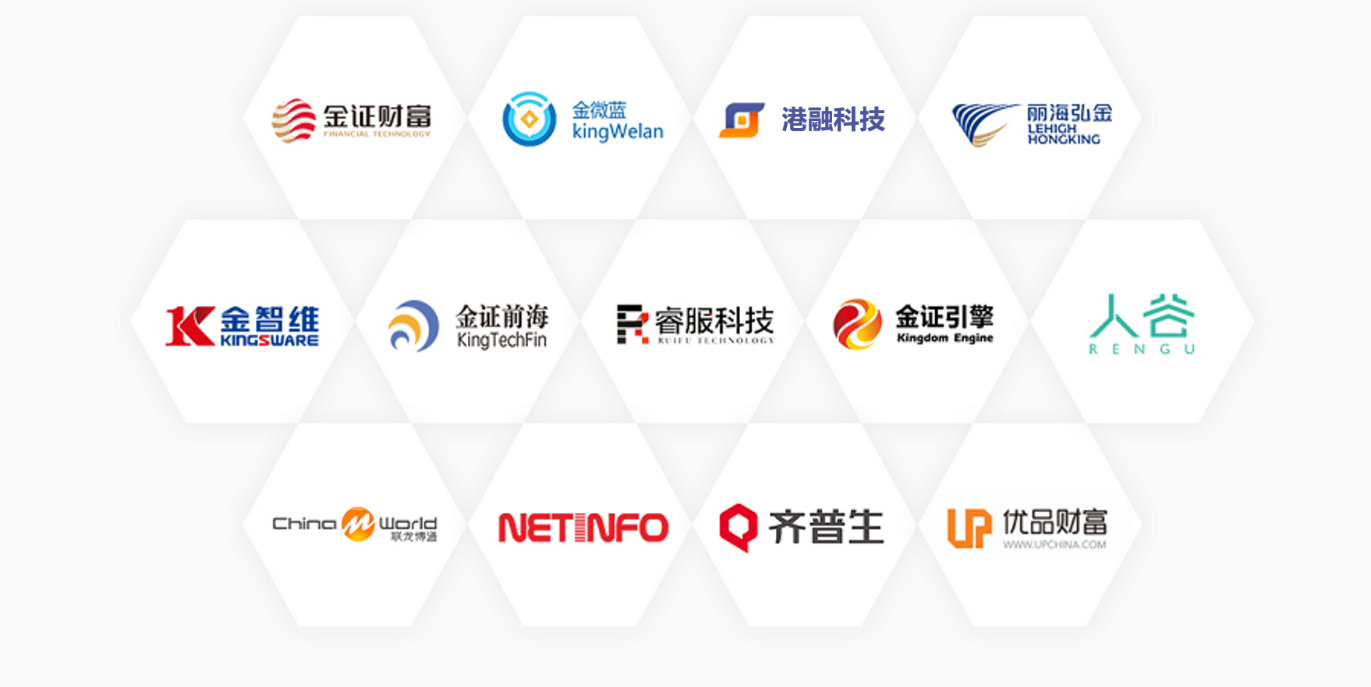 金证财富
FINANCIAL TECHNOLOGY
金微蓝
kingWelan
港融科技
丽海弘金
LEHIGH
HONGKING
金智维
KINGSWARE
金证前海
KingTechFin
睿服科技
RUIFU TECHNOLOGY
金证引擎
Kingdom Engine
人谷
RENGU
China World
联龙博通
NETINFO
齐普生
UP
优品财富
WWW.UPCHINA.COM